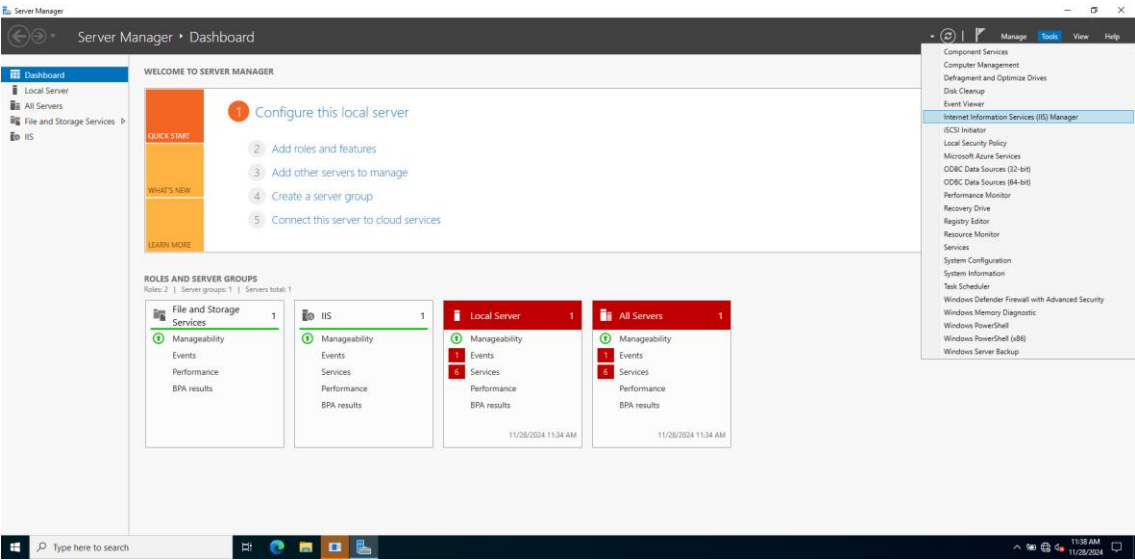 Server Manager
Server Manager • Dashboard
Manage Tools View Help
Dashboard
Local Server
All Servers
File and Storage Services
IIS
WELCOME TO SERVER MANAGER
QUICK START
WHAT'S NEW
LEARN MORE
1 Configure this local server
2 Add roles and features
3 Add other servers to manage
4 Create a server group
5 Connect this server to cloud services
Component Services
Computer Management
Defragment and Optimize Drives
Disk Cleanup
Event Viewer
Internet Information Services (IIS) Manager
iSCSI Initiator
Local Security Policy
Microsoft Azure Services
ODBC Data Sources (32-bit)
ODBC Data Sources (64-bit)
Performance Monitor
Recovery Drive
Registry Editor
Resource Monitor
Services
System Configuration
System Information
Task Scheduler
Windows Defender Firewall with Advanced Security
Windows Memory Diagnostic
Windows PowerShell
Windows PowerShell (x86)
Windows Server Backup
ROLES AND SERVER GROUPS
Roles: 2 | Server groups: 1 | Servers total: 1
File and Storage
Services 1
Manageability
Events
Performance
BPA results
IIS 1
Manageability
Events
Services
Performance
BPA results
Local Server 1
Manageability
1 Events
6 Services
Performance
BPA results
11/28/2024 11:34 AM
All Servers 1
Manageability
1 Events
6 Services
Performance
BPA results
11/28/2024 11:34 AM
Type here to search
11:38 AM
11/28/2024